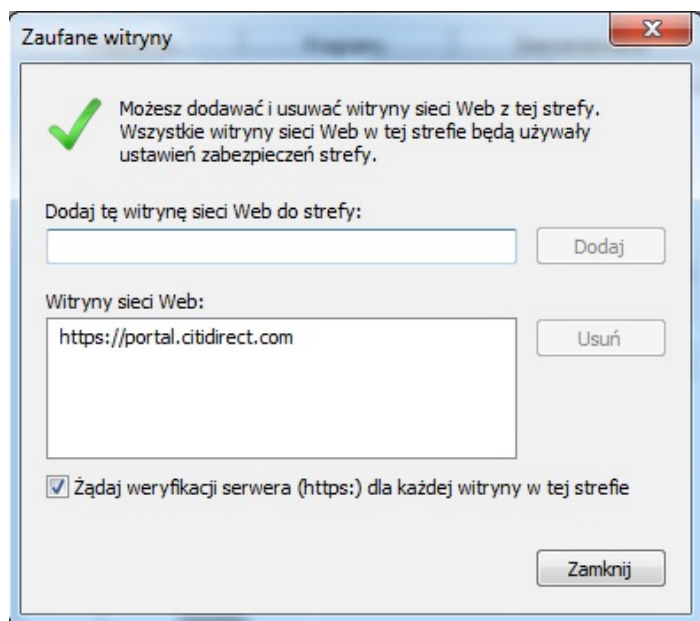 Zaufane witryny
Możesz dodawać i usuwać witryny sieci Web z tej strefy.
Wszystkie witryny sieci Web w tej strefie będą używały
ustawień zabezpieczeń strefy.
Dodaj tę witrynę sieci Web do strefy:
Dodaj
Witryny sieci Web:
https://portal.citidirect.com
Usuń
Żądaj weryfikacji serwera (https:) dla każdej witryny w tej strefie
Zamknij